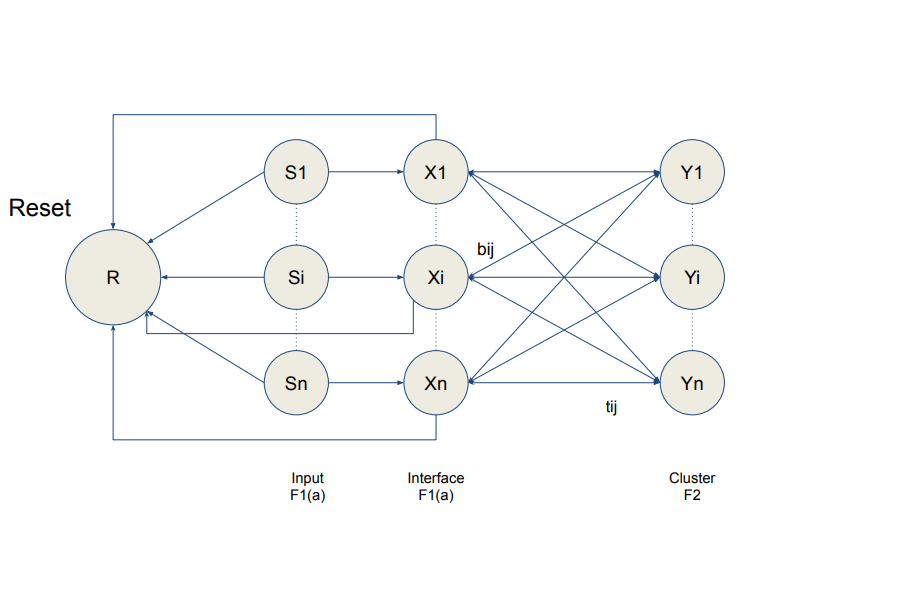 S1
X1
Y1
Reset
bij
R
Si
Xi
Yi
Sn
Xn
Yn
tij
Input
F1(a)
Interface
F1(a)
Cluster
F2